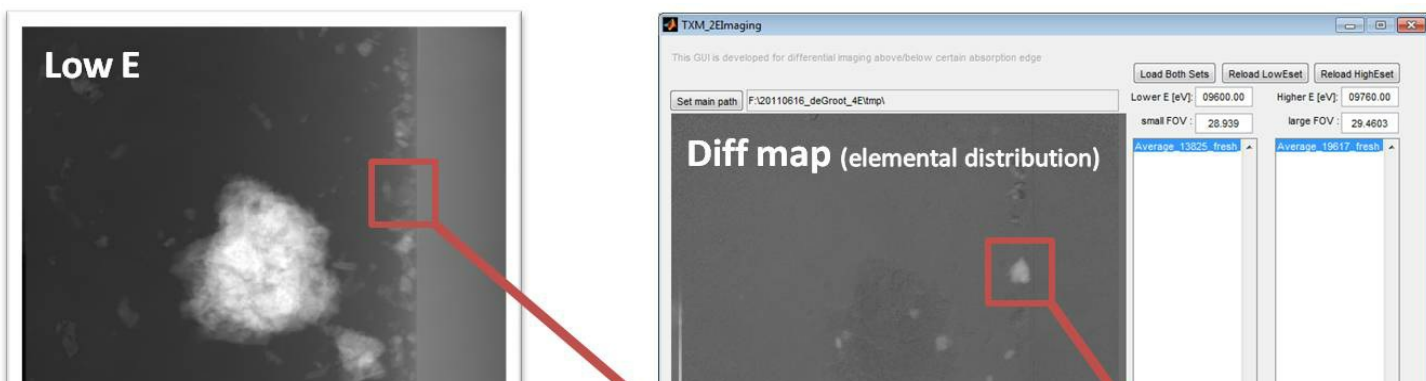 Low E
TXM_2EImaging
This GUI is developed for differential imaging above/below certain absorption edge
Load Both Sets Reload LowEset Reload HighEset
Set main path F:\20110616_deGroot_4E\tmp\ Lower E [eV]: 09600.00 Higher E [eV]: 09760.00
small FOV : 28.939 large FOV : 29.4603
Diff map (elemental distribution)
Average_13825_fresh Average_19617_fresh